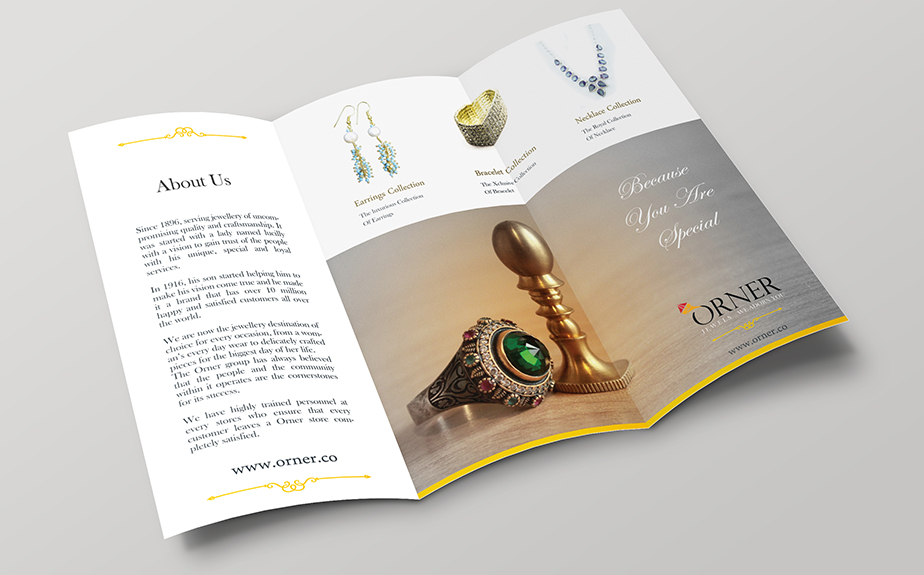 About Us
Since 1896, serving jewellery of uncom-
promising quality and craftsmanship. It
was started with a lady named lucilly
with a vision to gain trust of the people
with his unique, special and loyal
services.
In 1916, his son started helping him to
make his vision come true and he made
it a brand that has over 10 million
happy and satisfied customers all over
the world.
We are now the jewellery destination of
choice for every occasion, from a wom-
an's every day wear to delicately crafted
pieces for the biggest day of her life.
The Orner group has always believed
that the people and the community
within it operates are the cornerstones
for its success.
We have highly trained personnel at
every stores who ensure that every
customer leaves a Orner store com-
pletely satisfied.
www.orner.co
Earrings Collection
The luxurious Collection
Of Earrings
Bracelet Collection
The Xclusive Collection
Of Bracelet
Necklace Collection
The Royal Collection
Of Necklace
Because
You Are
Special
ORNER
WE ADORN YOU
www.orner.co